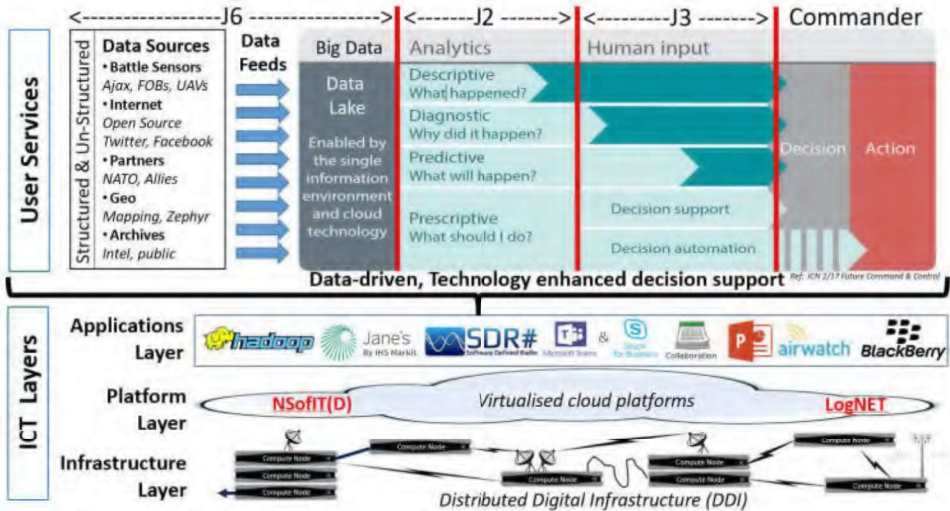 J6
J2
J3
Commander
User Services
Structured & Un-Structured
Data Sources
• Battle Sensors
Ajax, FOBs, UAVs
• Internet
Open Source
Twitter, Facebook
• Partners
NATO, Allies
• Geo
Mapping, Zephyr
• Archives
Intel, public
Data
Feeds
Big Data
Data
Lake
Enabled by
the single
information
environment
and cloud
technology
Analytics
Human input
Descriptive
What happened?
Diagnostic
Why did it happen?
Predictive
What will happen?
Prescriptive
What should I do?
Decision support
Decision automation
Decision
Action
Data-driven, Technology enhanced decision support
Ref: JCN 2/17 Future Command & Control
ICT Layers
Applications
Layer
hadoop
Jane's
By IHS Markit
SDR#
Software Defined Radio
Microsoft Teams
&
Skype
for Business
Collaboration
airwatch
BlackBerry
Platform
Layer
NSofIT(D)
Virtualised cloud platforms
LogNET
Infrastructure
Layer
Compute Node
Compute Node
Compute Node
Compute Node
Compute Node
Compute Node
Compute Node
Compute Node
Compute Node
Distributed Digital Infrastructure (DDI)